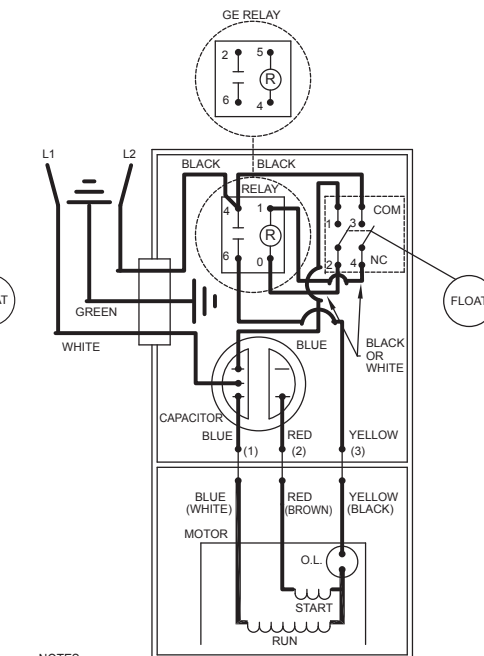 GE RELAY
2 5
R
6 4
L1 L2
BLACK BLACK
RELAY
4 1
R
6 0
1 3 COM
2 4 NC
FLOAT
GREEN
WHITE
BLUE
BLACK
OR
WHITE
CAPACITOR
BLUE RED YELLOW
(1) (2) (3)
BLUE RED YELLOW
(WHITE) (BROWN) (BLACK)
MOTOR
O.L.
START
RUN